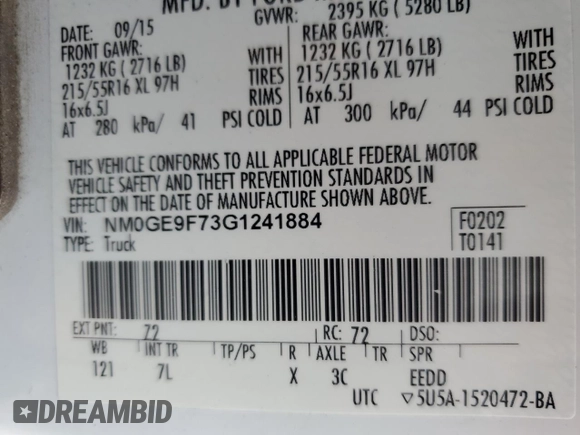 MFD. BY FORD
DATE: 09/15 GVWR: 2395 KG ( 5280 LB)
FRONT GAWR: REAR GAWR:
1232 KG ( 2716 LB) WITH 1232 KG ( 2716 LB) WITH
215/55R16 XL 97H TIRES 215/55R16 XL 97H TIRES
16x6.5J RIMS 16x6.5J RIMS
AT 280 kPa/ 41 PSI COLD AT 300 kPa/ 44 PSI COLD
THIS VEHICLE CONFORMS TO ALL APPLICABLE FEDERAL MOTOR
VEHICLE SAFETY AND THEFT PREVENTION STANDARDS IN
EFFECT ON THE DATE OF MANUFACTURE SHOWN ABOVE.
VIN: NM0GE9F73G1241884 F0202
TYPE: Truck T0141
EXT PNT: 72 RC: 72 DSO:
WB INT TR TP/PS R AXLE TR SPR
121 7L X 3C EEDD
UTC ▽5U5A-1520472-BA
DREAMBID